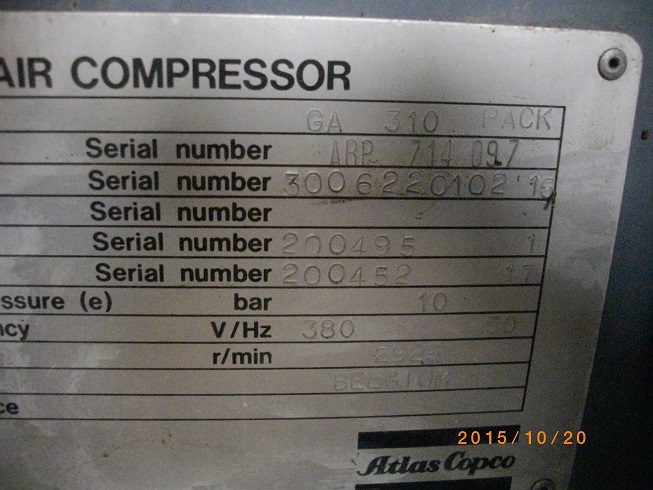 AIR COMPRESSOR
GA 310 PACK
Serial number ARP. 714 097
Serial number 3006220102'16
Serial number
Serial number 200495 1
Serial number 200452 17
ssure (e) bar 10
ncy V/Hz 380 50
r/min
BELGIUM
ce
2015/10/20
Atlas Copco